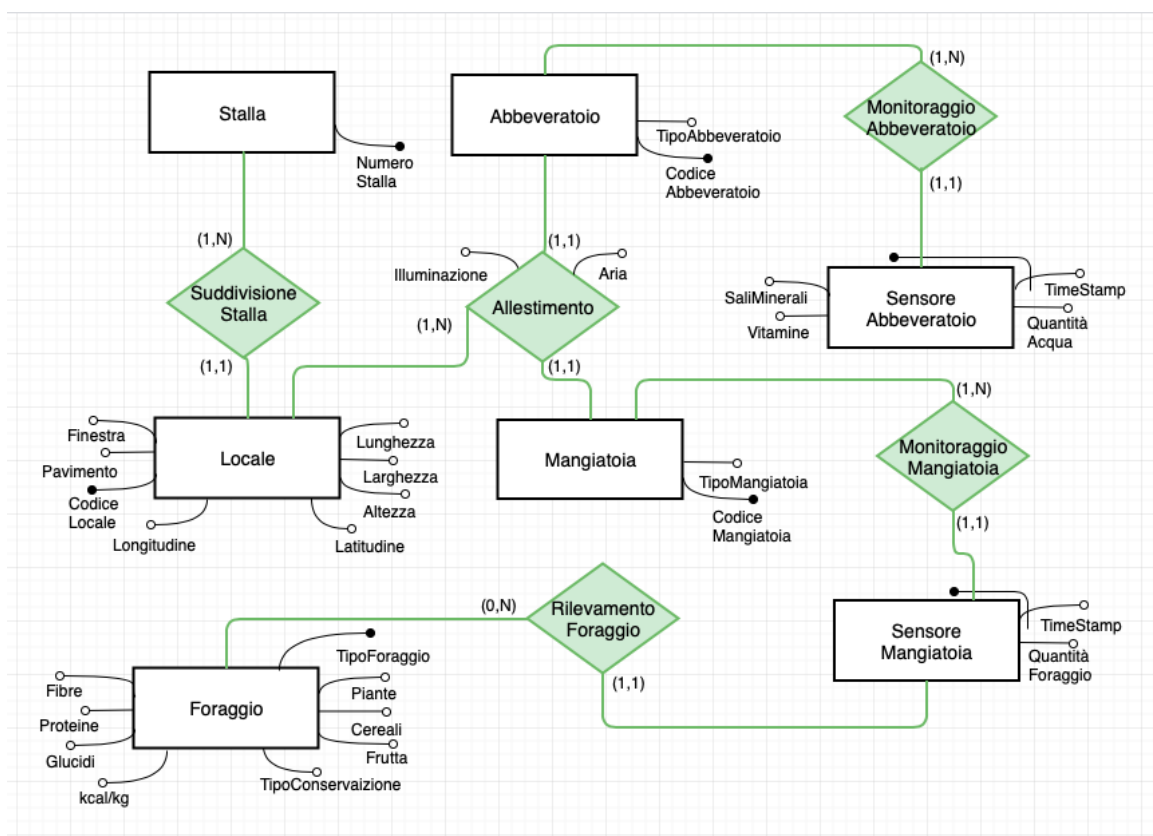 Stalla
Numero
Stalla
Abbeveratoio
TipoAbbeveratoio
Codice
Abbeveratoio
(1,N)
Monitoraggio
Abbeveratoio
(1,1)
(1,N)
Suddivisione
Stalla
(1,1)
(1,1)
Illuminazione
Aria
Allestimento
(1,N)
(1,1)
SaliMinerali
Vitamine
Sensore
Abbeveratoio
TimeStamp
Quantità
Acqua
Finestra
Pavimento
Codice
Locale
Locale
Lunghezza
Larghezza
Altezza
Longitudine
Latitudine
Mangiatoia
TipoMangiatoia
Codice
Mangiatoia
(1,N)
Monitoraggio
Mangiatoia
(1,1)
(0,N)
Rilevamento
Foraggio
(1,1)
Sensore
Mangiatoia
TimeStamp
Quantità
Foraggio
TipoForaggio
Fibre
Proteine
Glucidi
kcal/kg
Foraggio
Piante
Cereali
Frutta
TipoConservaizione